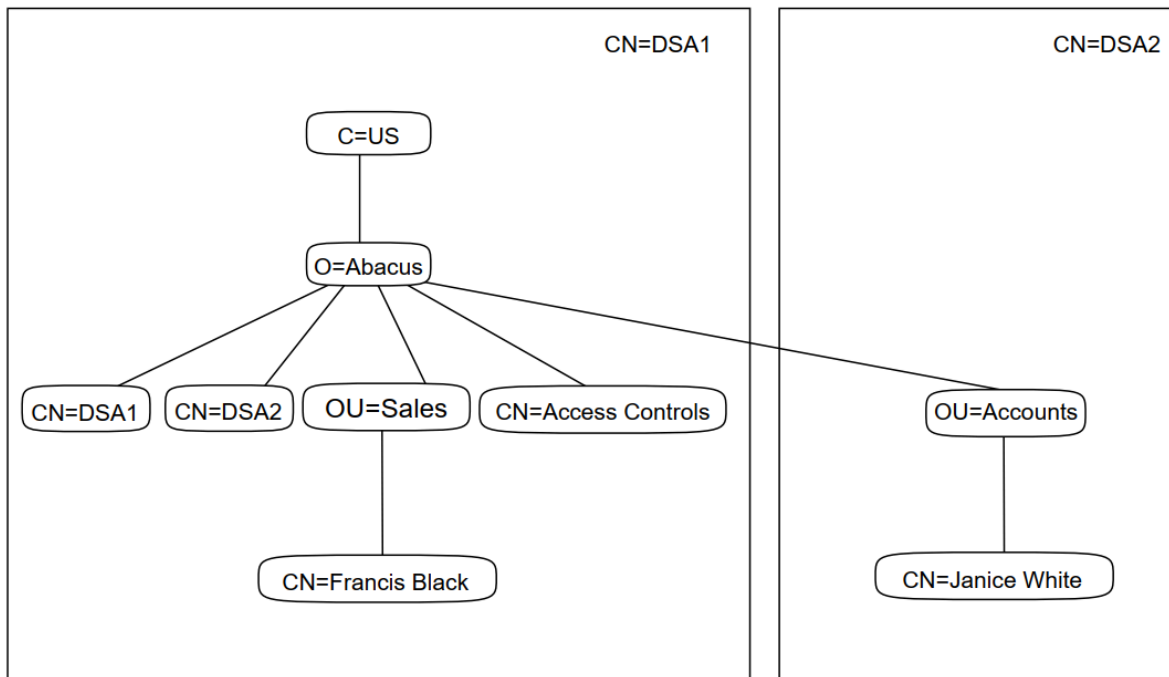 CN=DSA1
CN=DSA2
C=US
O=Abacus
CN=DSA1
CN=DSA2
OU=Sales
CN=Access Controls
OU=Accounts
CN=Francis Black
CN=Janice White